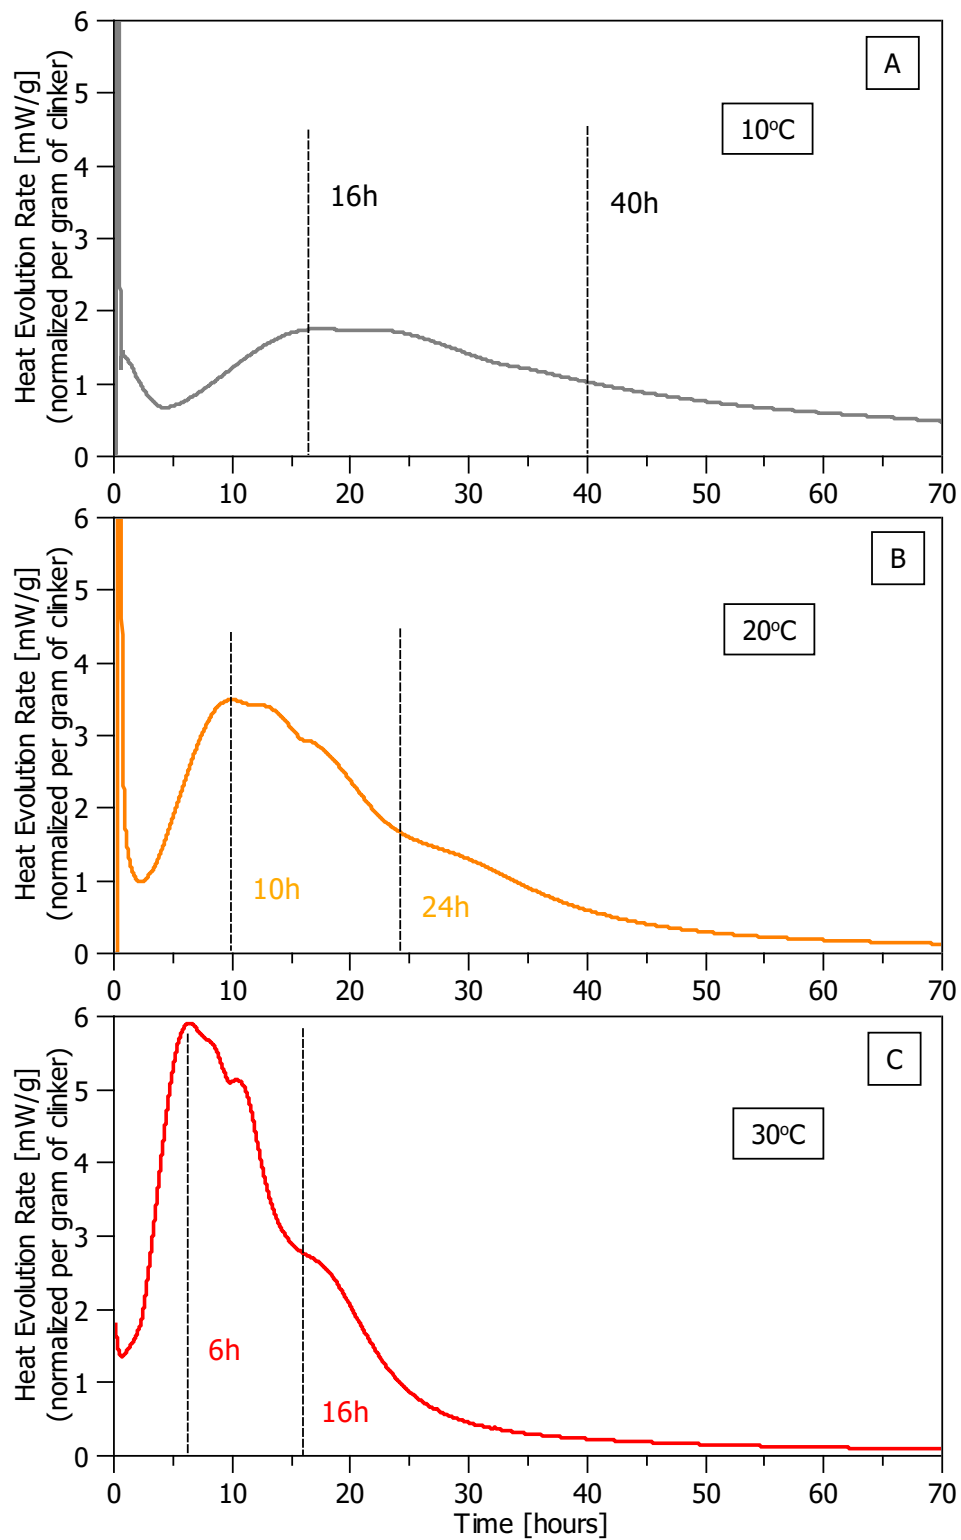 Heat Evolution Rate [mW/g]
(normalized per gram of clinker)
6
5
4
3
2
1
0
A
10°C
16h
40h
0 10 20 30 40 50 60 70
Heat Evolution Rate [mW/g]
(normalized per gram of clinker)
6
5
4
3
2
1
0
B
20°C
10h
24h
0 10 20 30 40 50 60 70
Heat Evolution Rate [mW/g]
(normalized per gram of clinker)
6
5
4
3
2
1
0
C
30°C
6h
16h
0 10 20 30 40 50 60 70
Time [hours]